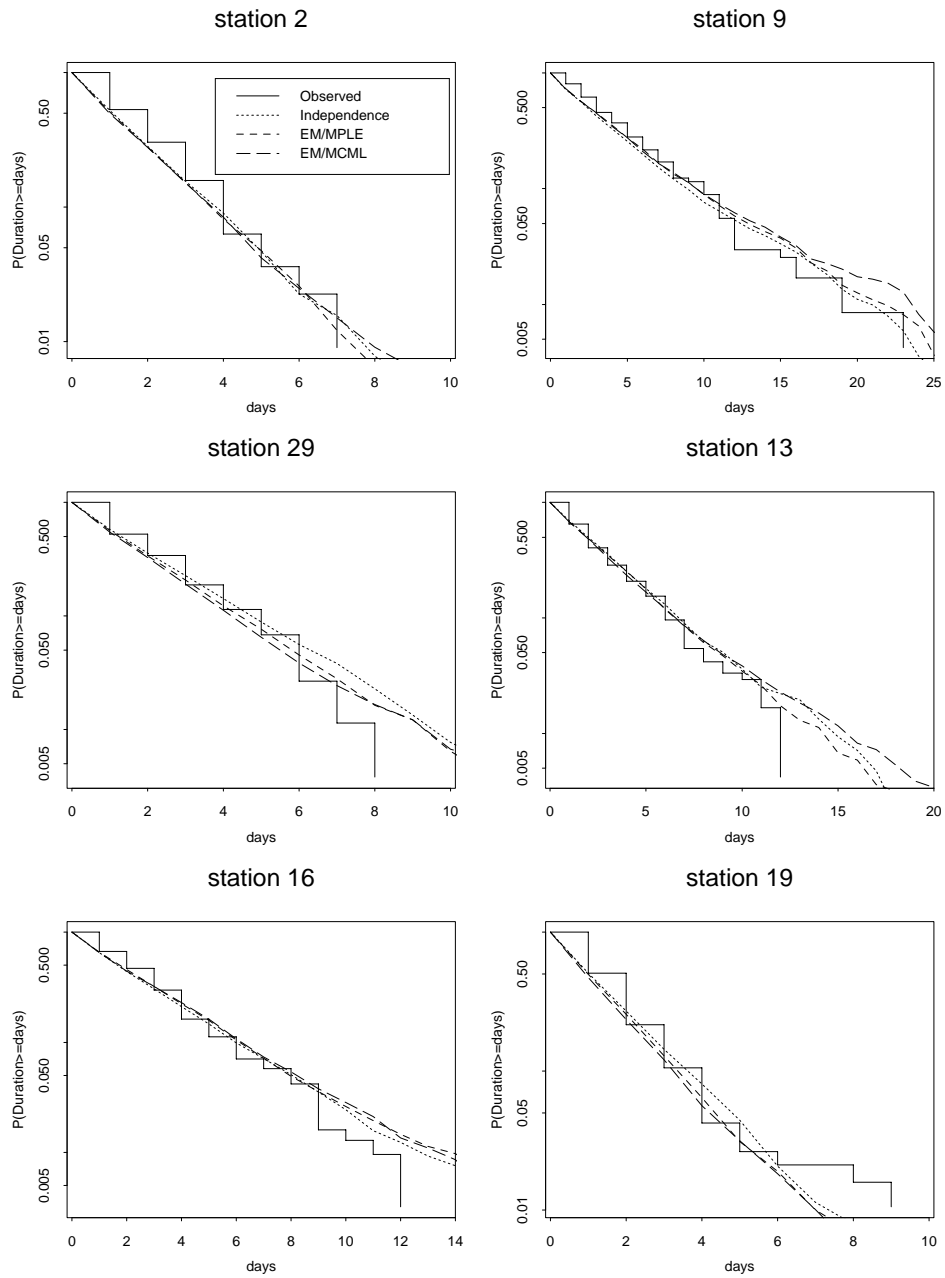 station 2
P(Duration>=days)
0.50
0.05
0.01
Observed
Independence
EM/MPLE
EM/MCML
0 2 4 6 8 10
days
station 9
P(Duration>=days)
0.500
0.050
0.005
0 5 10 15 20 25
days
station 29
P(Duration>=days)
0.500
0.050
0.005
0 2 4 6 8 10
days
station 13
P(Duration>=days)
0.500
0.050
0.005
0 5 10 15 20
days
station 16
P(Duration>=days)
0.500
0.050
0.005
0 2 4 6 8 10 12 14
days
station 19
P(Duration>=days)
0.50
0.05
0.01
0 2 4 6 8 10
days